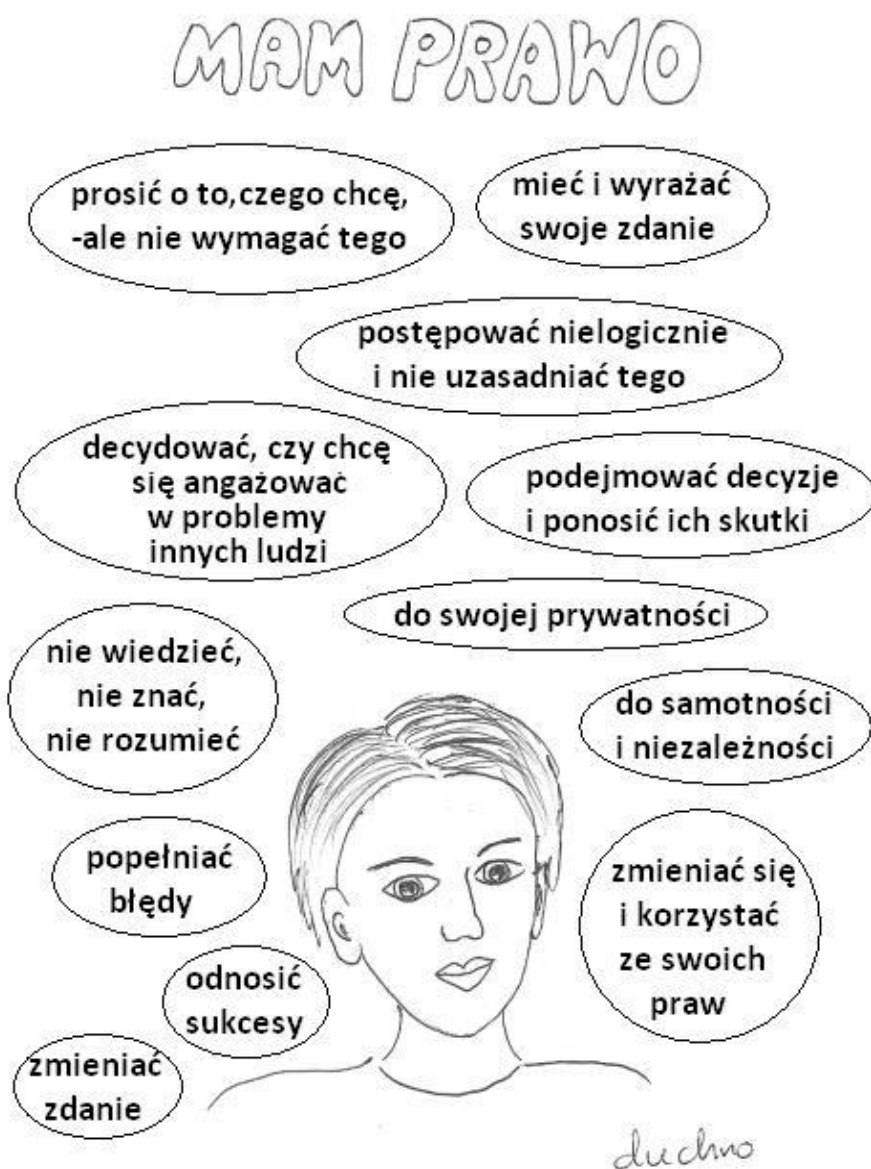 MAM PRAWO
prosić o to,czego chcę,
-ale nie wymagać tego
mieć i wyrażać
swoje zdanie
postępować nielogicznie
i nie uzasadniać tego
decydować, czy chcę
się angażować
w problemy
innych ludzi
podejmować decyzje
i ponosić ich skutki
do swojej prywatności
nie wiedzieć,
nie znać,
nie rozumieć
do samotności
i niezależności
popełniać
błędy
zmieniać się
i korzystać
ze swoich
praw
odnosić
sukcesy
zmieniać
zdanie
duchno